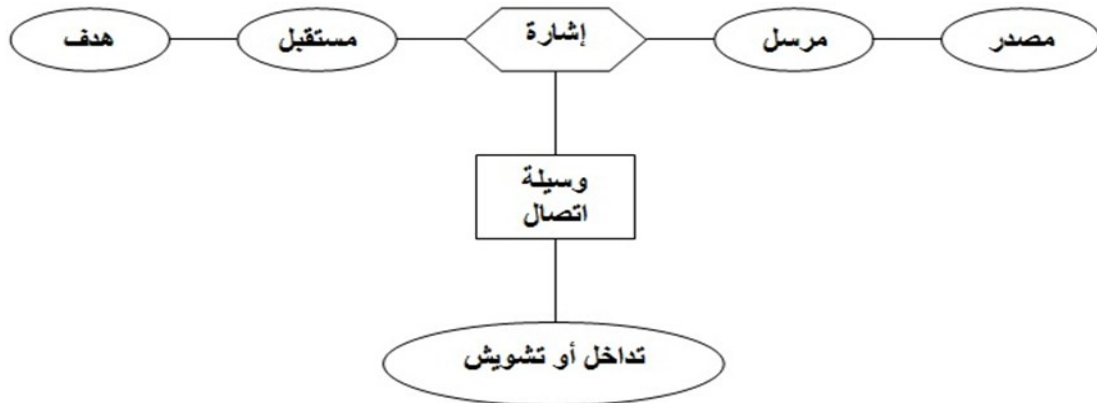 مصدر
مرسل
إشارة
مستقبل
هدف
وسيلة
اتصال
تداخل أو تشويش